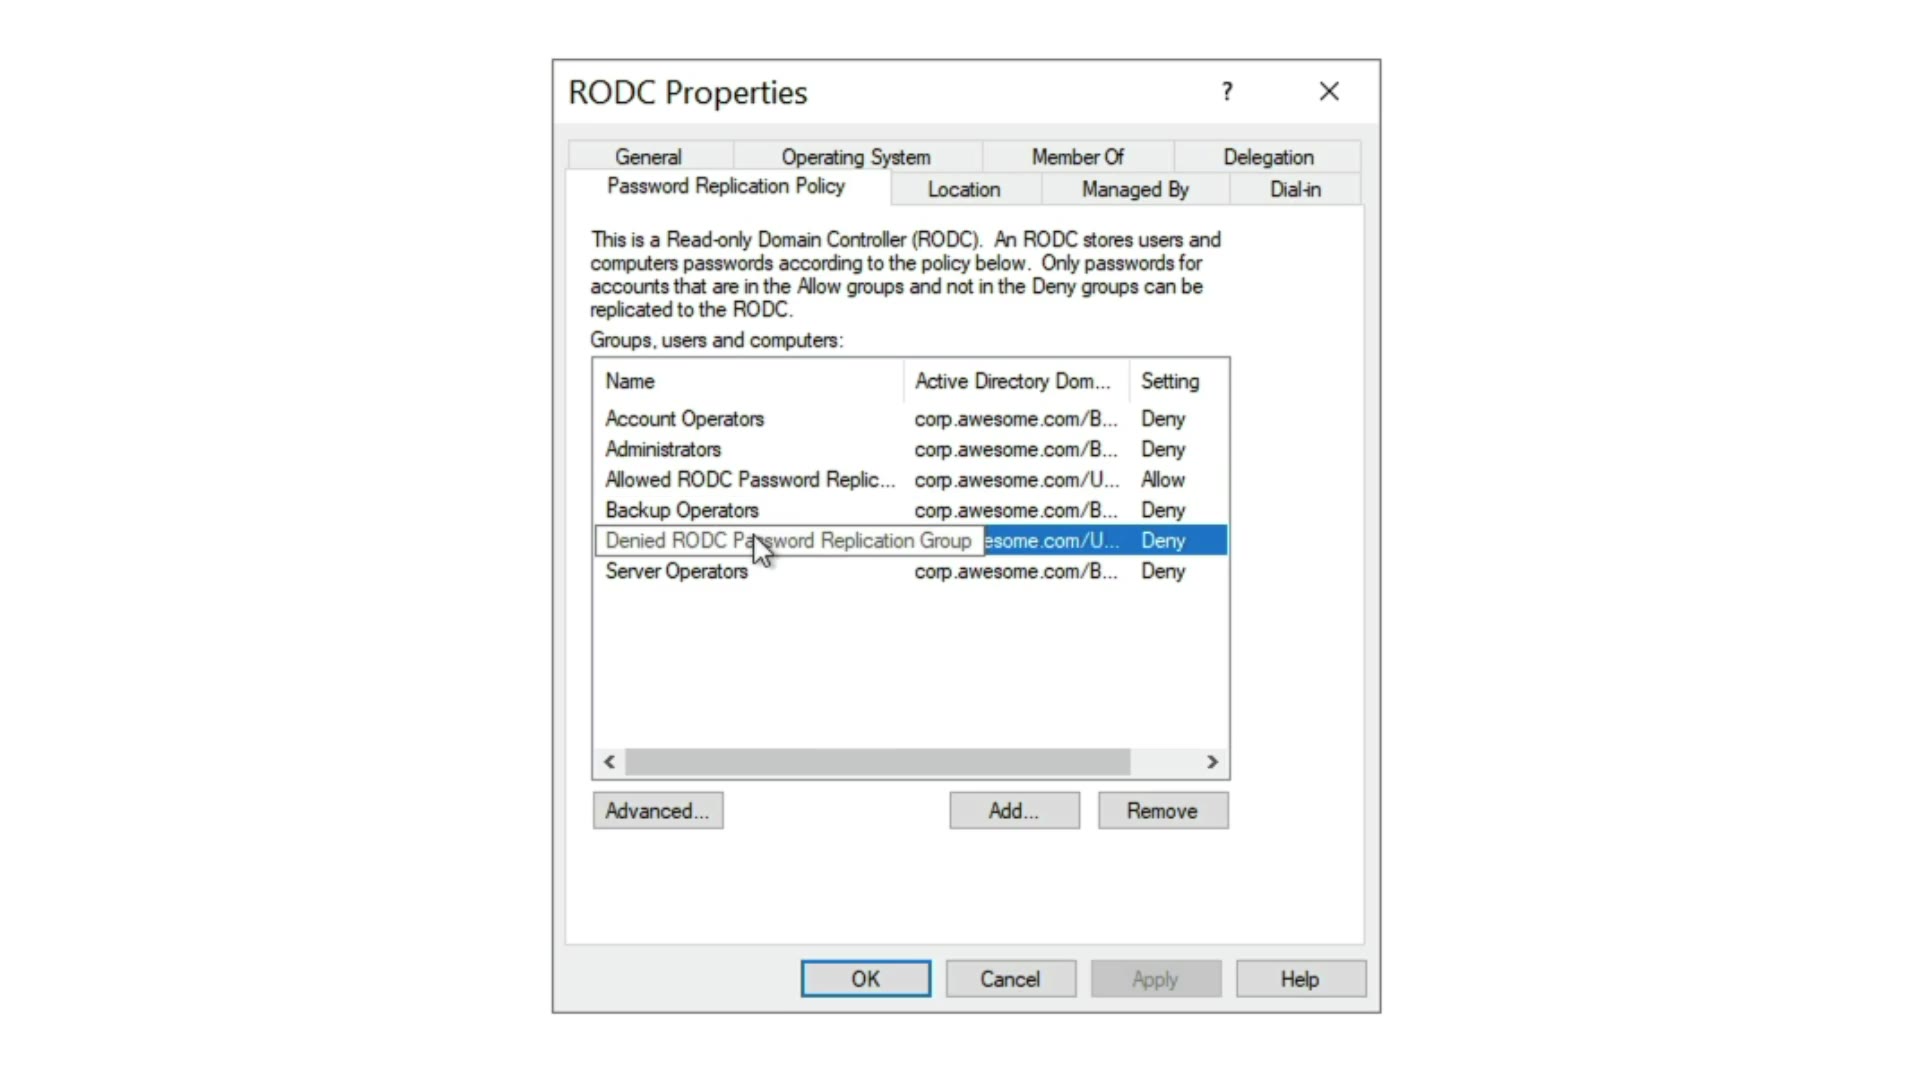 RODC Properties ?
General Operating System Member Of Delegation
Password Replication Policy Location Managed By Dial-in
This is a Read-only Domain Controller (RODC). An RODC stores users and
computers passwords according to the policy below. Only passwords for
accounts that are in the Allow groups and not in the Deny groups can be
replicated to the RODC.
Groups, users and computers:
Name Active Directory Dom... Setting
Account Operators corp.awesome.com/B... Deny
Administrators corp.awesome.com/B... Deny
Allowed RODC Password Replic... corp.awesome.com/U... Allow
Backup Operators corp.awesome.com/B... Deny
Denied RODC Password Replication Group esome.com/U... Deny
Server Operators corp.awesome.com/B... Deny
Advanced... Add... Remove
OK Cancel Apply Help